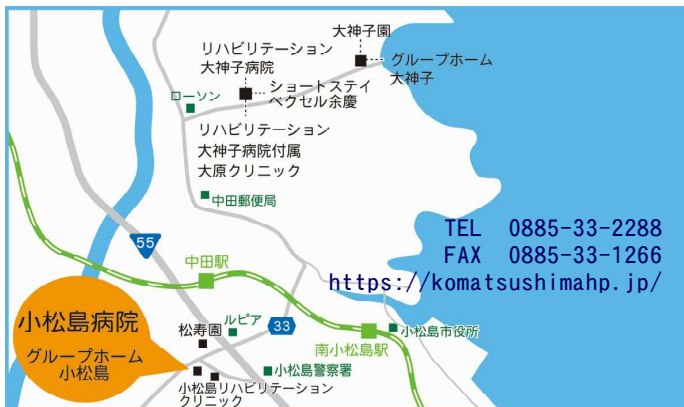 大神子園
リハビリテーション
大神子病院
グループホーム
大神子
ショートステイ
ベクセル余慶
ローソン
リハビリテーション
大神子病院付属
大原クリニック
中田郵便局
TEL 0885-33-2288
FAX 0885-33-1266
https://komatsushimahp.jp/
55
中田駅
小松島病院
グループホーム
小松島
松寿園
ルピア
33
小松島市役所
南小松島駅
小松島警察署
小松島リハビリテーション
クリニック